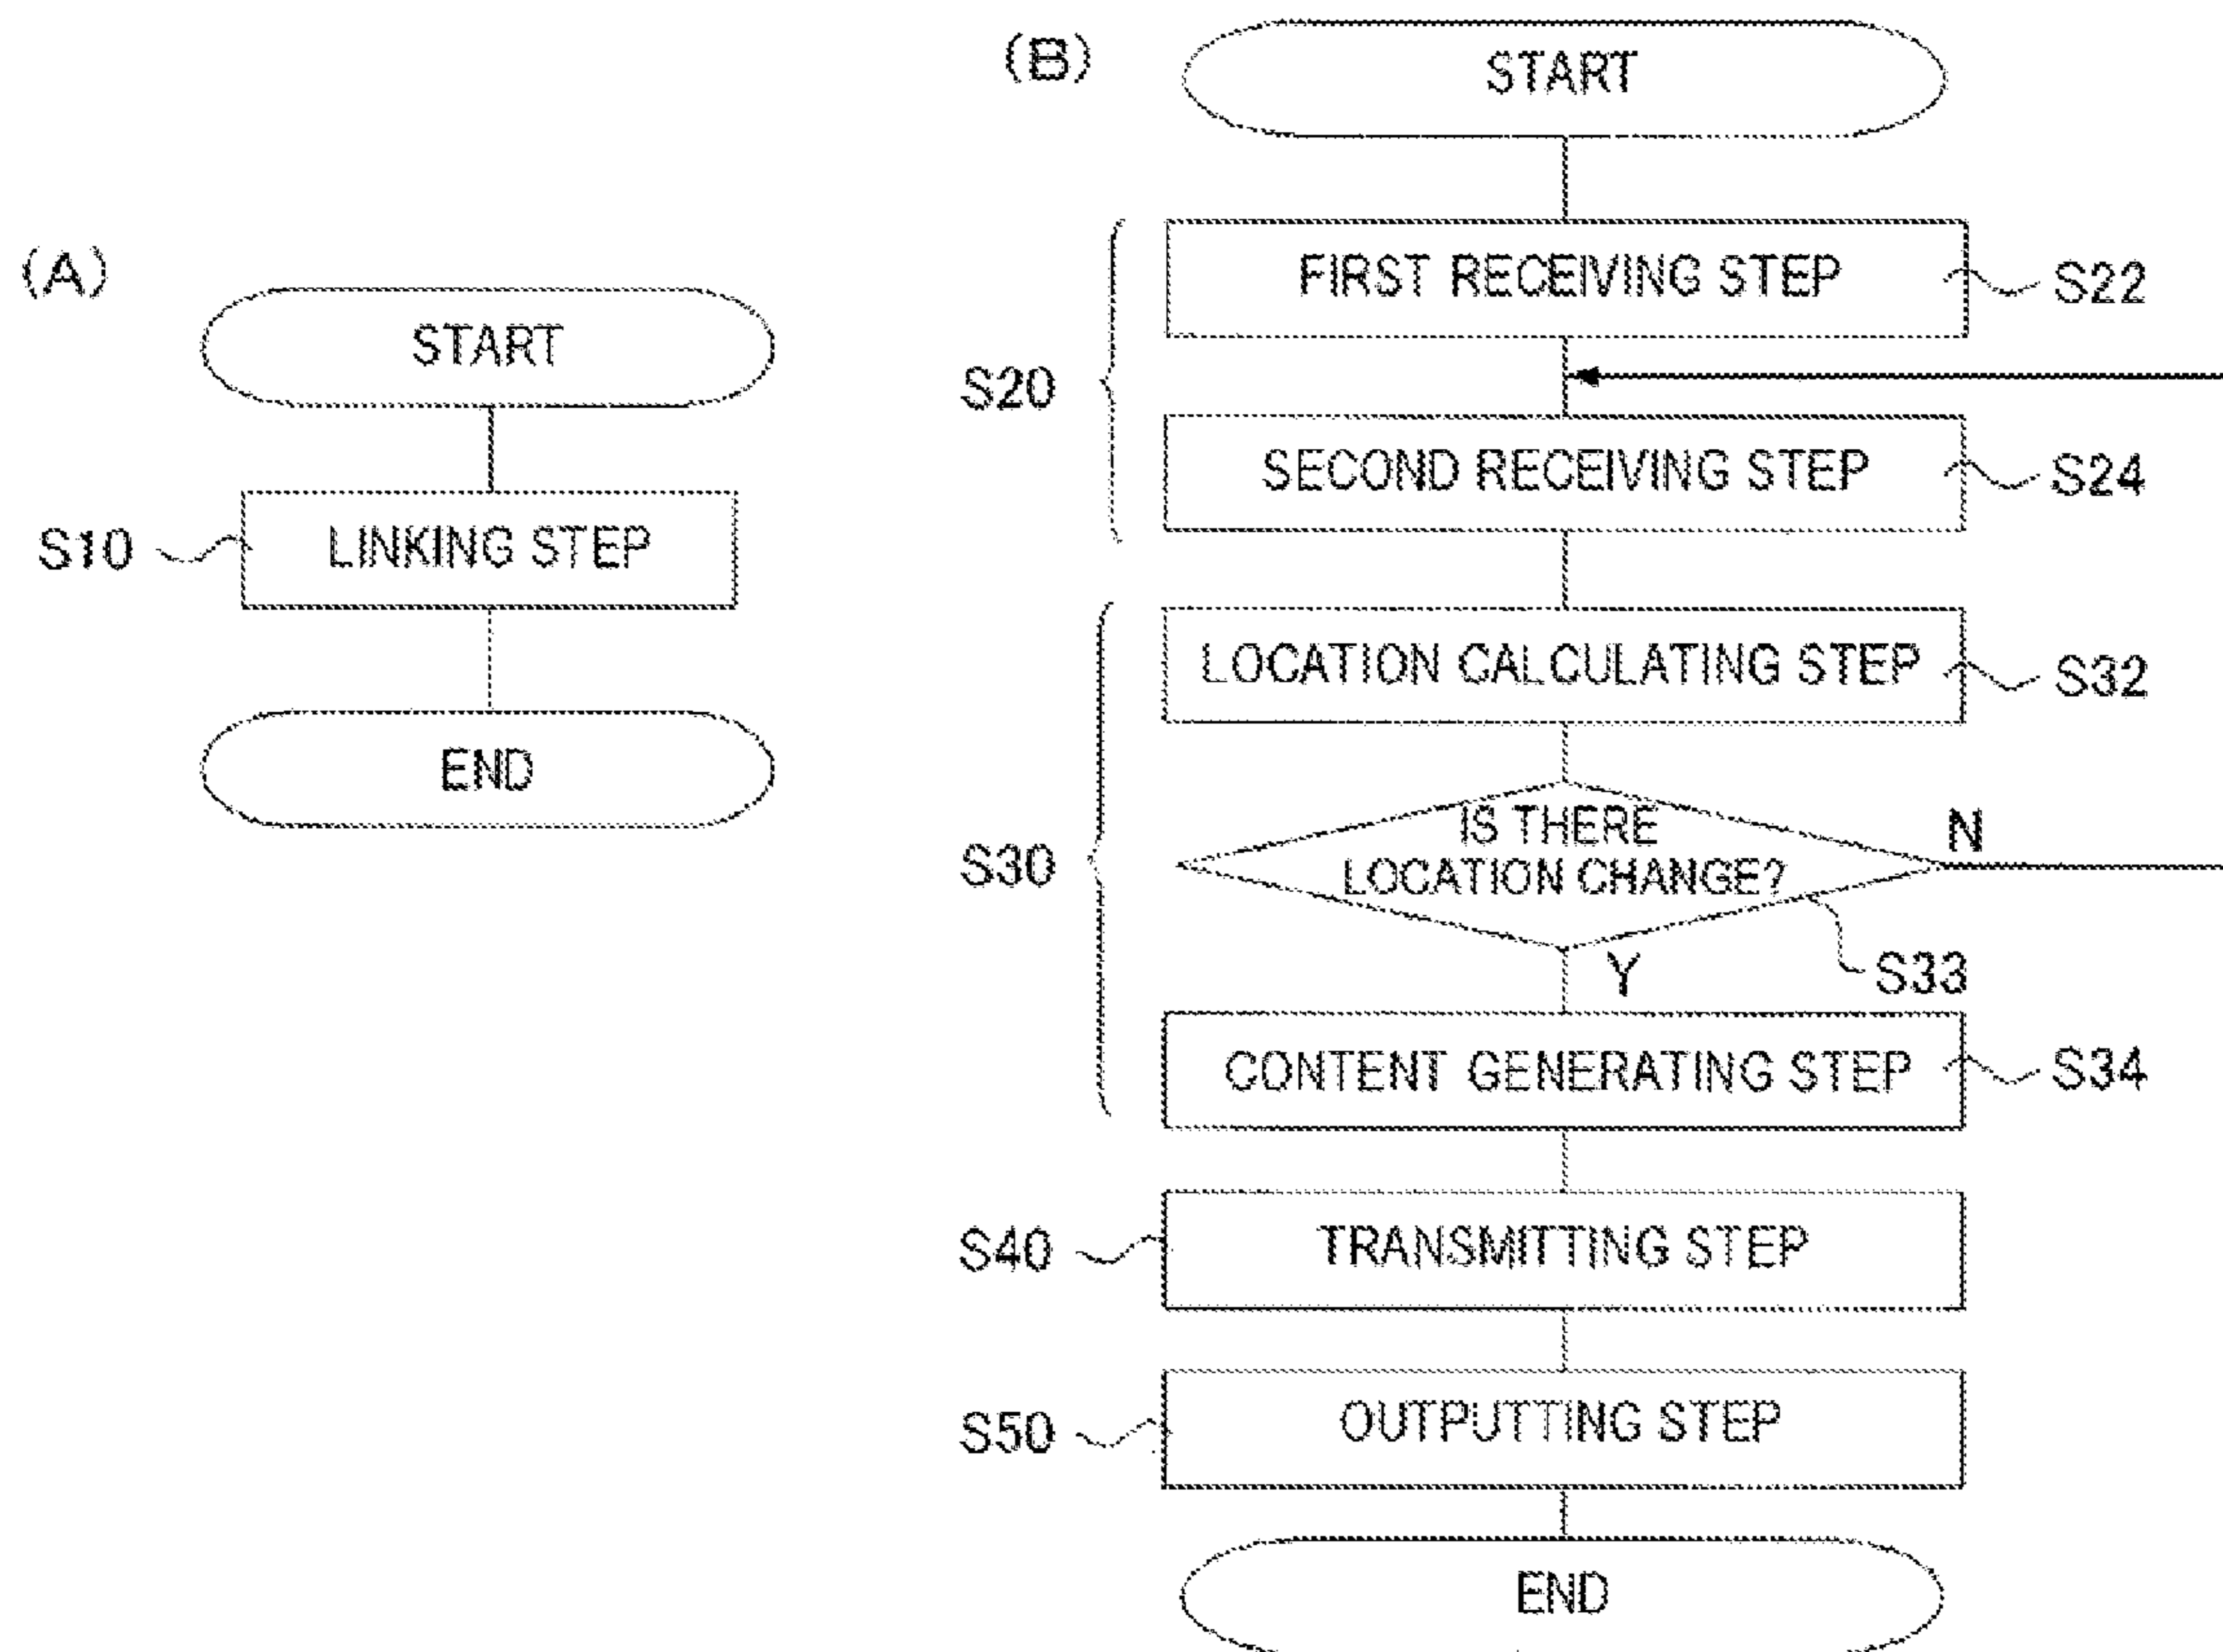 (A)
START
S10
LINKING STEP
END
(B)
START
FIRST RECEIVING STEP
S22
S20
SECOND RECEIVING STEP
S24
LOCATION CALCULATING STEP
S32
S30
IS THERE
LOCATION CHANGE?
N
Y
S33
CONTENT GENERATING STEP
S34
S40
TRANSMITTING STEP
S50
OUTPUTTING STEP
END